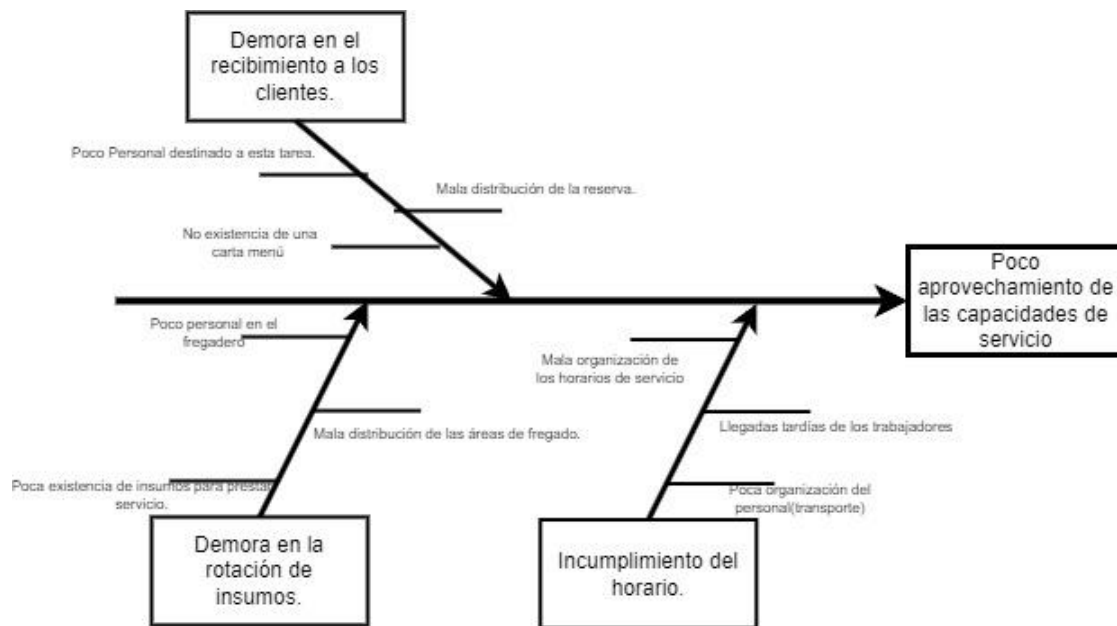 Demora en el
recibimiento a los
clientes.
Poco Personal destinado a esta tarea.
Mala distribución de la reserva.
No existencia de una
carta menú
Poco
aprovechamiento de
las capacidades de
servicio
Poco personal en el
fregadero
Mala organización de
los horarios de servicio
Mala distribución de las áreas de fregado.
Llegadas tardías de los trabajadores
Poca existencia de insumos para prestar
servicio.
Poca organización del
personal(transporte)
Demora en la
rotación de
insumos.
Incumplimiento del
horario.